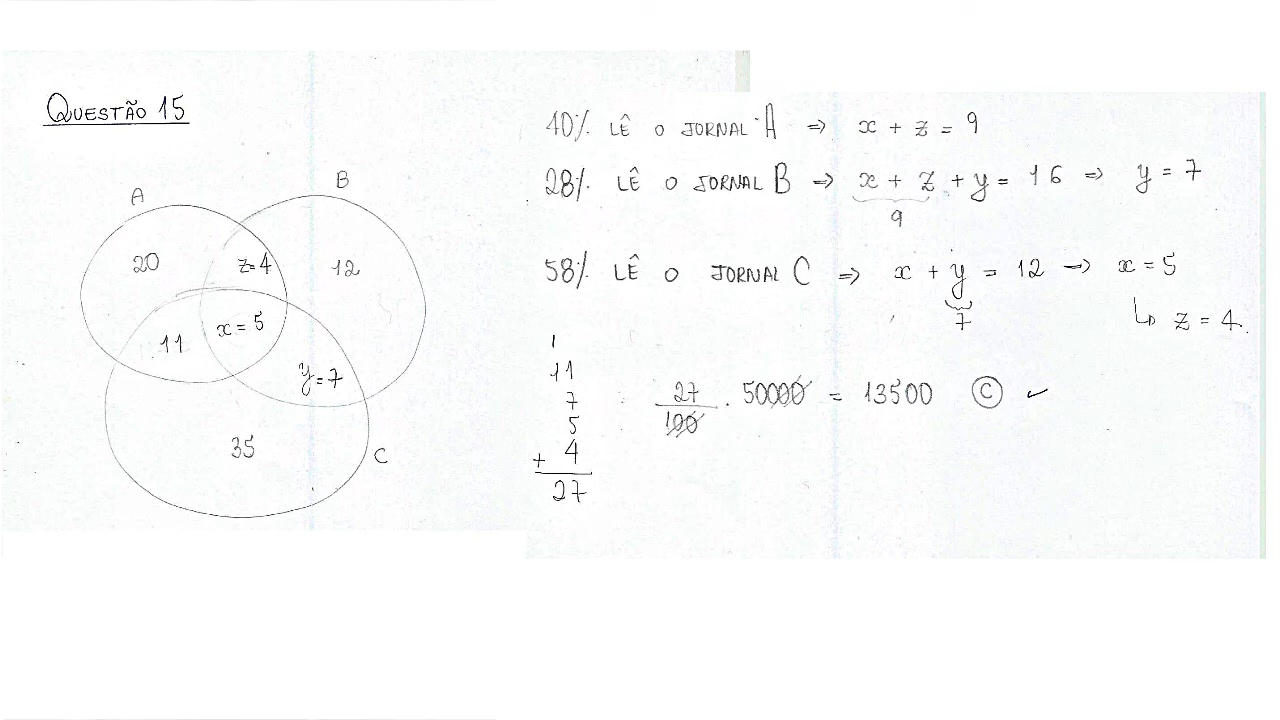 QUESTÃO 15
A
B
20
z=4
12
11
x=5
y=7
35
C
40% LÊ O JORNAL A ⇒ x + z = 9
28% LÊ O JORNAL B ⇒ x + z + y = 16 ⇒ y = 7
9
58% LÊ O JORNAL C ⇒ x + y = 12 ⇒ x = 5
7
↳ z = 4
1
11
7
5
+ 4
27
27/100 . 50000 = 13500 Ⓒ ✓